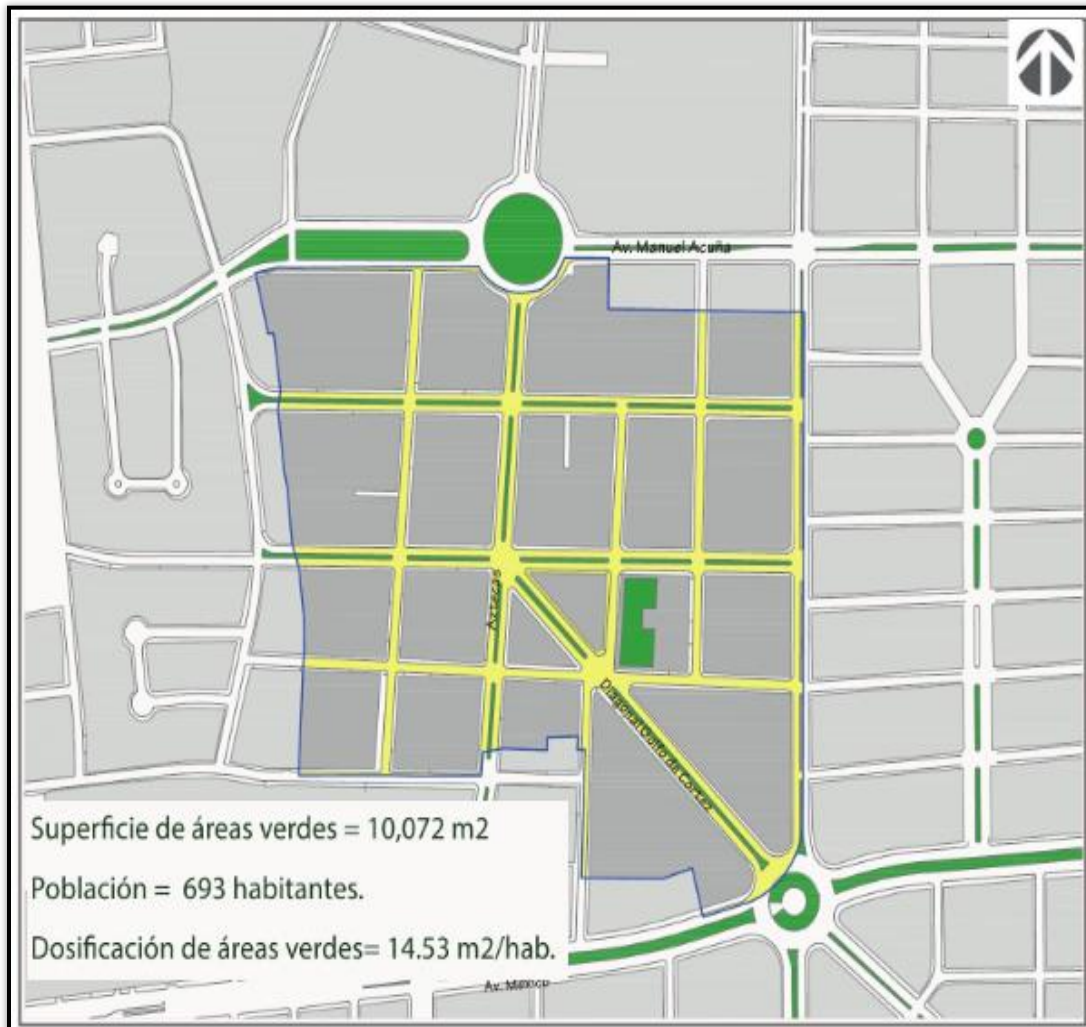 Av. Manuel Acuña
Aztecas
Diagonal Golfo de Cortez
Superficie de áreas verdes = 10,072 m2
Población = 693 habitantes.
Dosificación de áreas verdes= 14.53 m2/hab.
Av. México